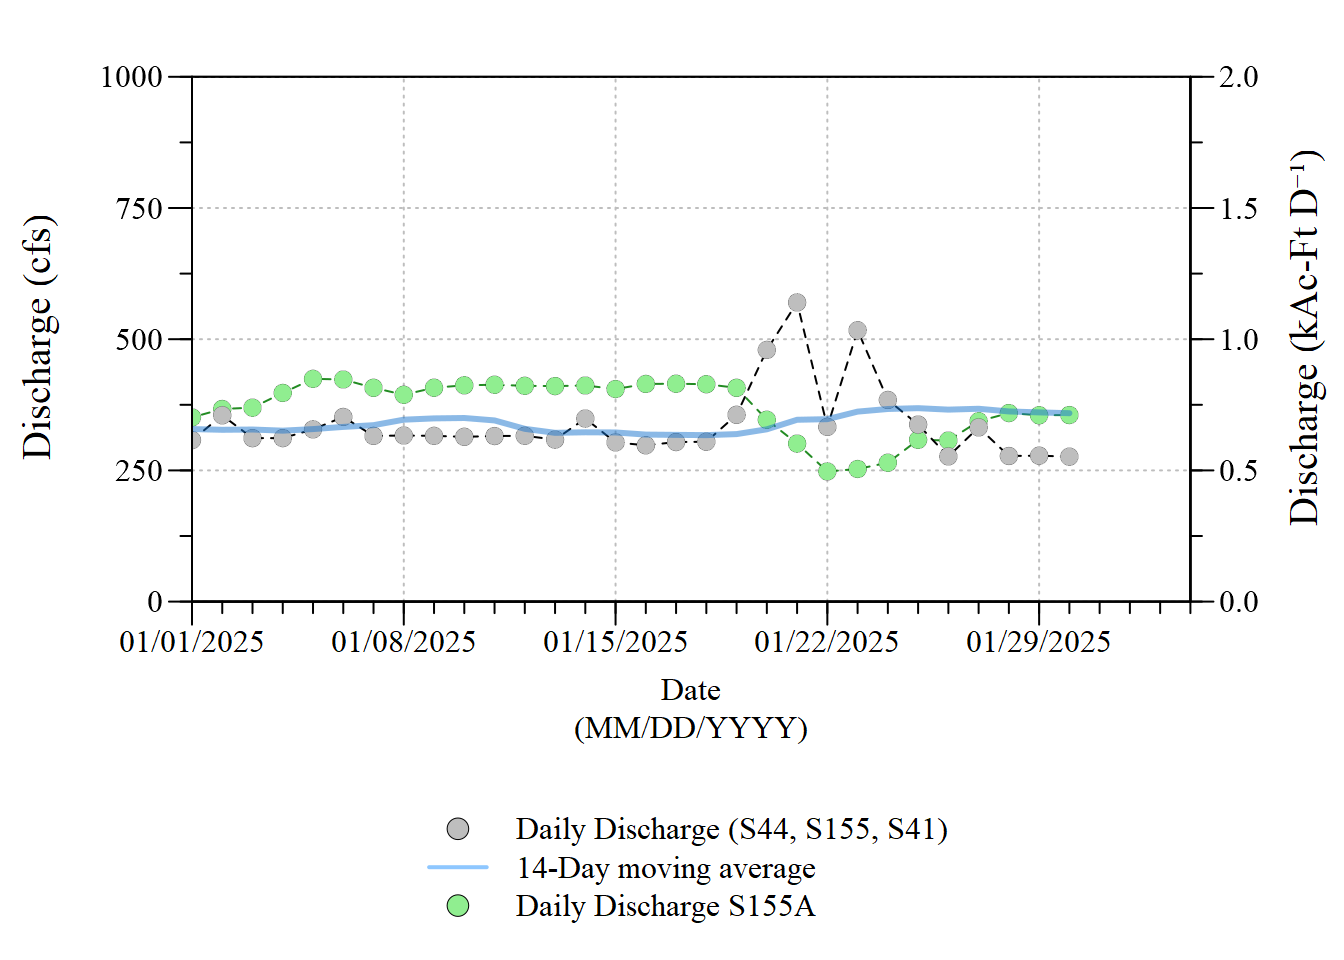 1000
750
500
250
0
Discharge (cfs)
2.0
1.5
1.0
0.5
0.0
Discharge (kAc-Ft D⁻¹)
01/01/2025 01/08/2025 01/15/2025 01/22/2025 01/29/2025
Date
(MM/DD/YYYY)
Daily Discharge (S44, S155, S41)
14-Day moving average
Daily Discharge S155A